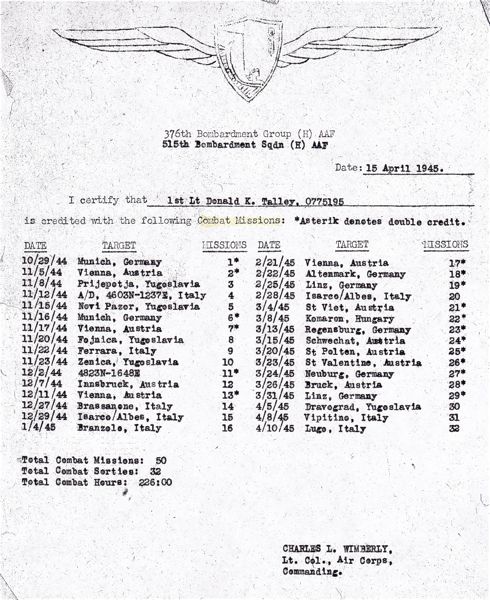 376th Bombardment Group (H) AAF
515th Bombardment Sqdn (H) AAF
Date: 15 April 1945.
I certify that 1st Lt Donald K. Talley, 0775195
is credited with the following Combat Missions: *Asterik denotes double credit.
DATE TARGET MISSIONS DATE TARGET MISSIONS
10/29/44 Munich, Germany 1* 2/21/45 Vienna, Austria 17*
11/5/44 Vienna, Austria 2* 2/22/45 Altenmark, Germany 18*
11/8/44 Prijepotja, Yugoslavia 3 2/25/45 Linz, Germany 19*
11/12/44 A/D, 4603N-1237E, Italy 4 2/28/45 Isarco/Albes, Italy 20
11/15/44 Novi Pazor, Yugoslavia 5 3/4/45 St Viet, Austria 21*
11/16/44 Munich, Germany 6* 3/8/45 Komaron, Hungary 22*
11/17/44 Vienna, Austria 7* 3/13/45 Regensburg, Germany 23*
11/20/44 Fojnica, Yugoslavia 8 3/15/45 Schwechat, Austria 24*
11/22/44 Ferrara, Italy 9 3/20/45 St Polten, Austria 25*
11/23/44 Zenica, Yugoslavia 10 3/23/45 St Valentine, Austria 26*
12/2/44 4823N-1648E 11* 3/24/45 Neuburg, Germany 27*
12/7/44 Innsbruck, Austria 12 3/26/45 Bruck, Austria 28*
12/11/44 Vienna, Austria 13* 3/31/45 Linz, Germany 29*
12/27/44 Brassanone, Italy 14 4/5/45 Dravograd, Yugoslavia 30
12/29/44 Isarco/Albes, Italy 15 4/8/45 Vipitino, Italy 31
1/4/45 Branzolo, Italy 16 4/10/45 Lugo, Italy 32
Total Combat Missions: 50
Total Combat Sorties: 32
Total Combat Hours: 226:00
CHARLES L. WIMBERLY,
Lt. Col., Air Corps,
Commanding.